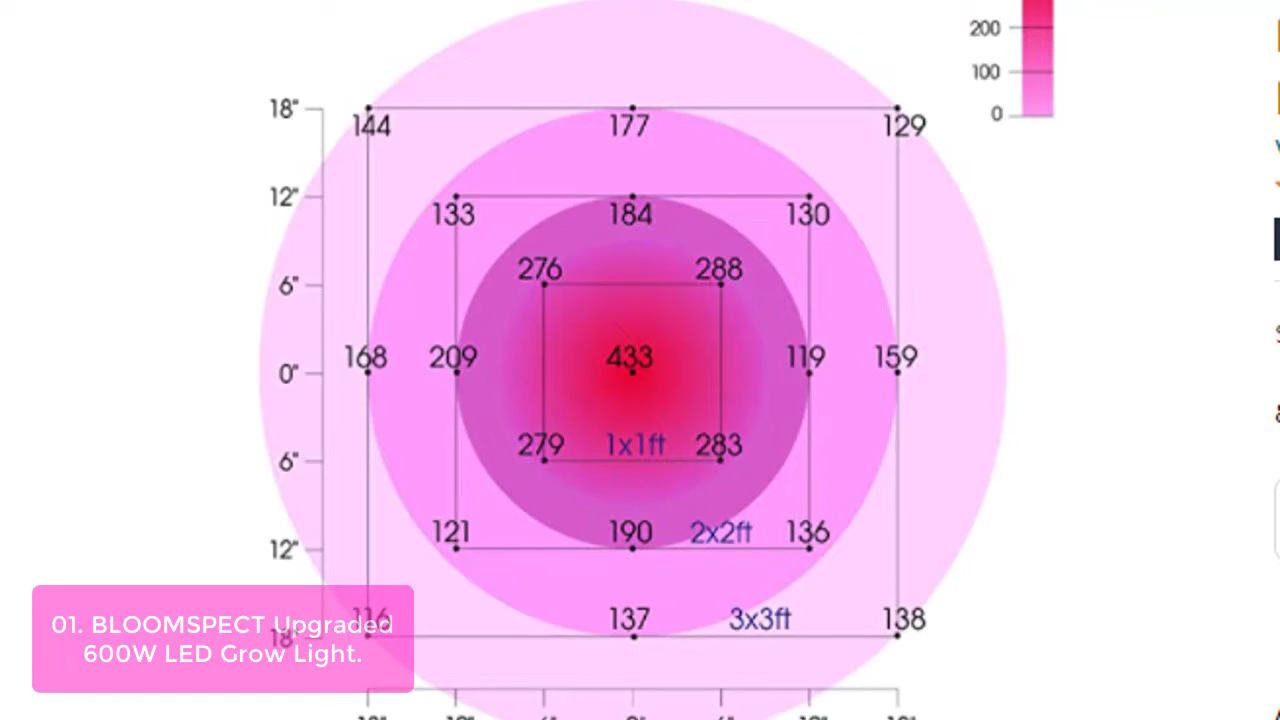 200
100
0
18"
144 177 129
12"
133 184 130
6"
276 288
0"
168 209 433 119 159
6"
279 1x1ft 283
12"
121 190 2x2ft 136
18"
116 137 3x3ft 138
01. BLOOMSPECT Upgraded
600W LED Grow Light.